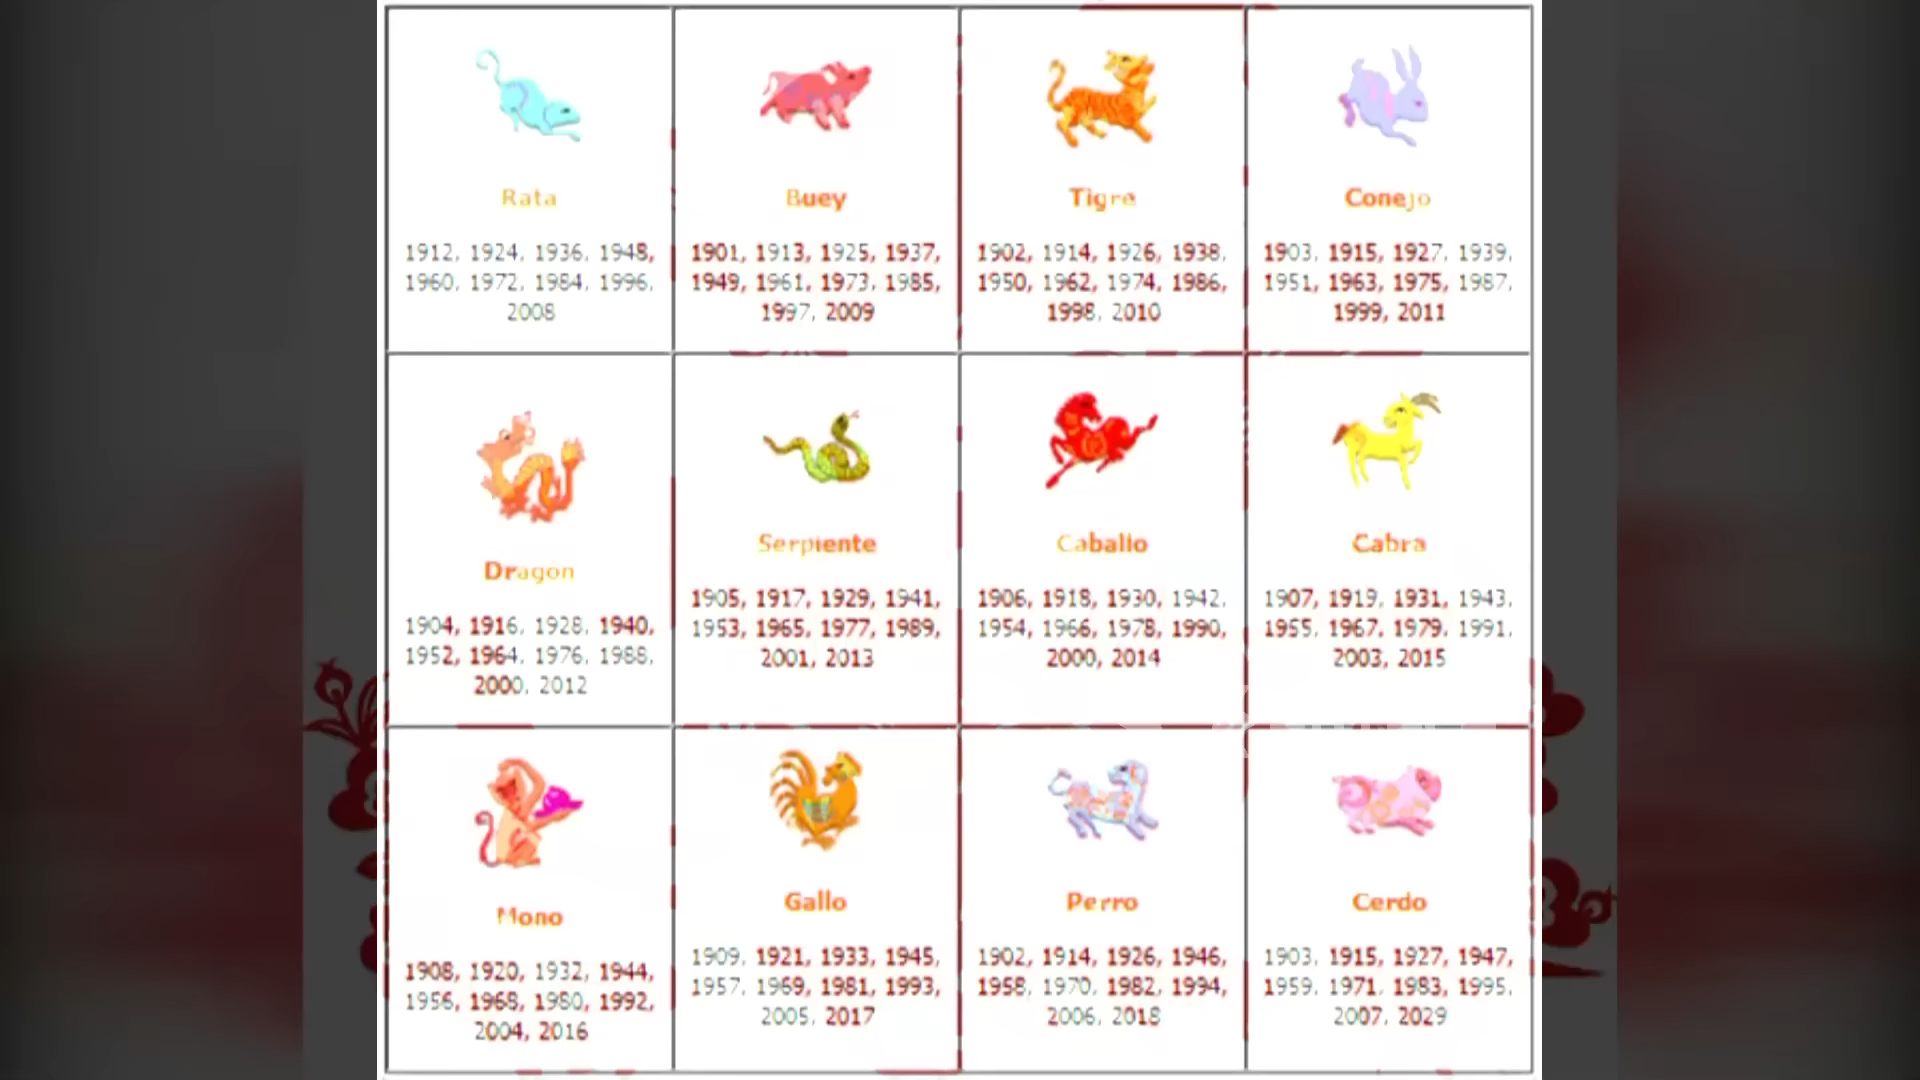 Rata
1912, 1924, 1936, 1948,
1960, 1972, 1984, 1996,
2008
Buey
1901, 1913, 1925, 1937,
1949, 1961, 1973, 1985,
1997, 2009
Tigre
1902, 1914, 1926, 1938,
1950, 1962, 1974, 1986,
1998, 2010
Conejo
1903, 1915, 1927, 1939,
1951, 1963, 1975, 1987,
1999, 2011
Dragon
1904, 1916, 1928, 1940,
1952, 1964, 1976, 1988,
2000, 2012
Serpiente
1905, 1917, 1929, 1941,
1953, 1965, 1977, 1989,
2001, 2013
Caballo
1906, 1918, 1930, 1942,
1954, 1966, 1978, 1990,
2000, 2014
Cabra
1907, 1919, 1931, 1943,
1955, 1967, 1979, 1991,
2003, 2015
Mono
1908, 1920, 1932, 1944,
1956, 1968, 1980, 1992,
2004, 2016
Gallo
1909, 1921, 1933, 1945,
1957, 1969, 1981, 1993,
2005, 2017
Perro
1902, 1914, 1926, 1946,
1958, 1970, 1982, 1994,
2006, 2018
Cerdo
1903, 1915, 1927, 1947,
1959, 1971, 1983, 1995,
2007, 2029